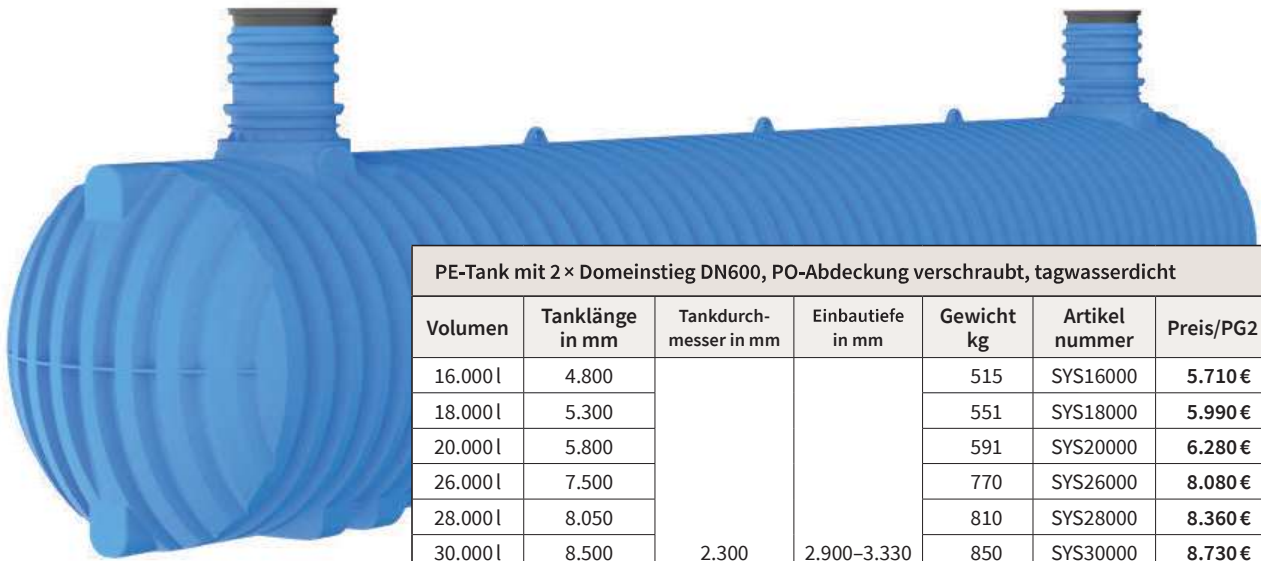 PE-Tank mit 2 × Domeinstieg DN600, PO-Abdeckung verschraubt, tagwasserdicht
Volumen Tanklänge in mm Tankdurch-messer in mm Einbautiefe in mm Gewicht kg Artikel nummer Preis/PG2
16.000 l 4.800 515 SYS16000 5.710 €
18.000 l 5.300 551 SYS18000 5.990 €
20.000 l 5.800 591 SYS20000 6.280 €
26.000 l 7.500 770 SYS26000 8.080 €
28.000 l 8.050 810 SYS28000 8.360 €
30.000 l 8.500 2.300 2.900–3.330 850 SYS30000 8.730 €